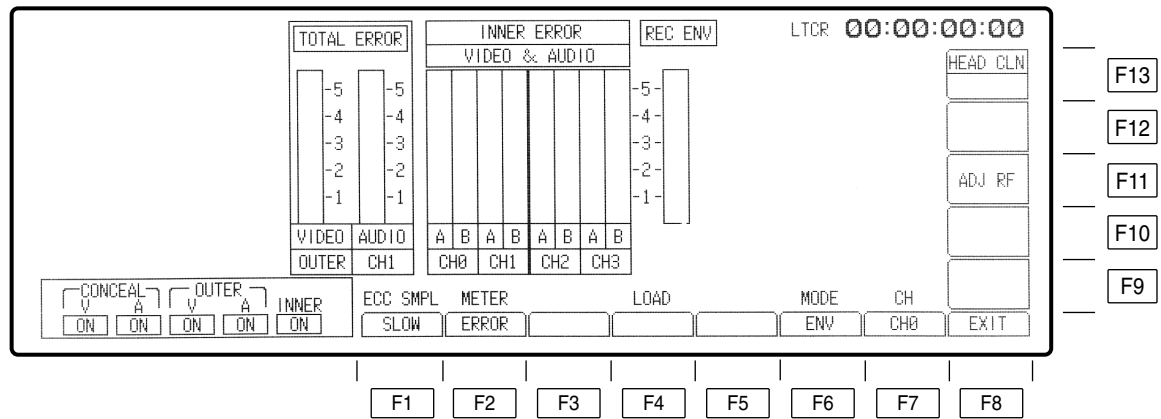 TOTAL ERROR
INNER ERROR
VIDEO & AUDIO
REC ENV
LTCR 00:00:00:00
HEAD CLN
ADJ RF
-5 -5 -5-
-4 -4 -4-
-3 -3 -3-
-2 -2 -2-
-1 -1 -1-
VIDEO AUDIO A B A B A B A B
OUTER CH1 CH0 CH1 CH2 CH3
CONCEAL OUTER
V A V A INNER
ON ON ON ON ON
ECC SMPL METER LOAD MODE CH
SLOW ERROR ENV CH0 EXIT
F13
F12
F11
F10
F9
F1 F2 F3 F4 F5 F6 F7 F8